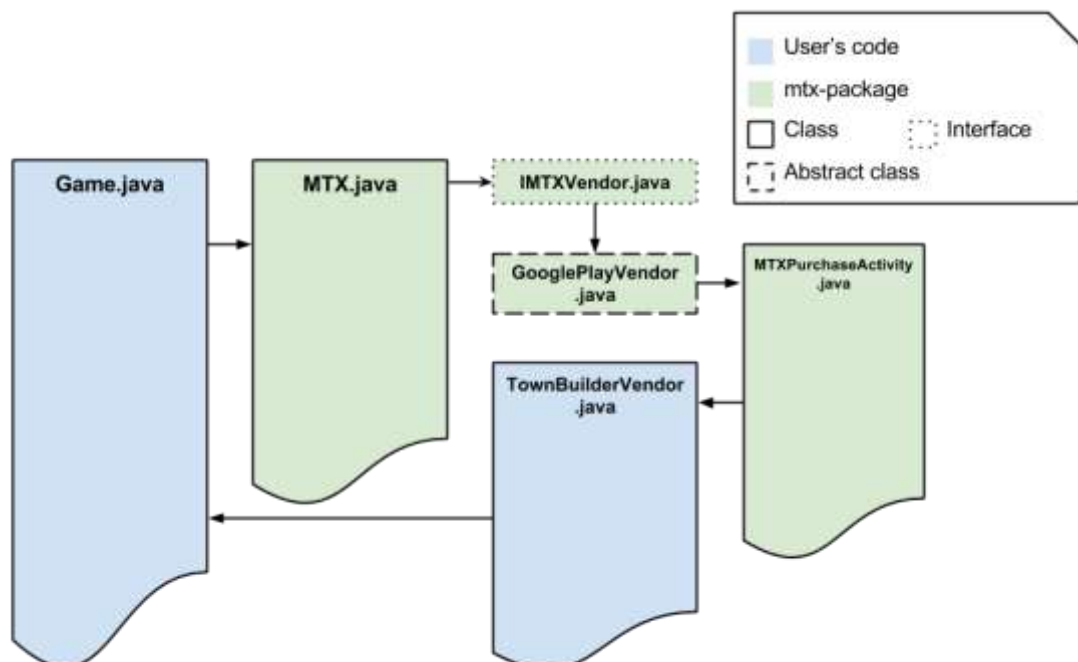 User's code
mtx-package
Class
Interface
Abstract class
Game.java
MTX.java
IMTXVendor.java
GooglePlayVendor
.java
MTXPurchaseActivity
.java
TownBuilderVendor
.java